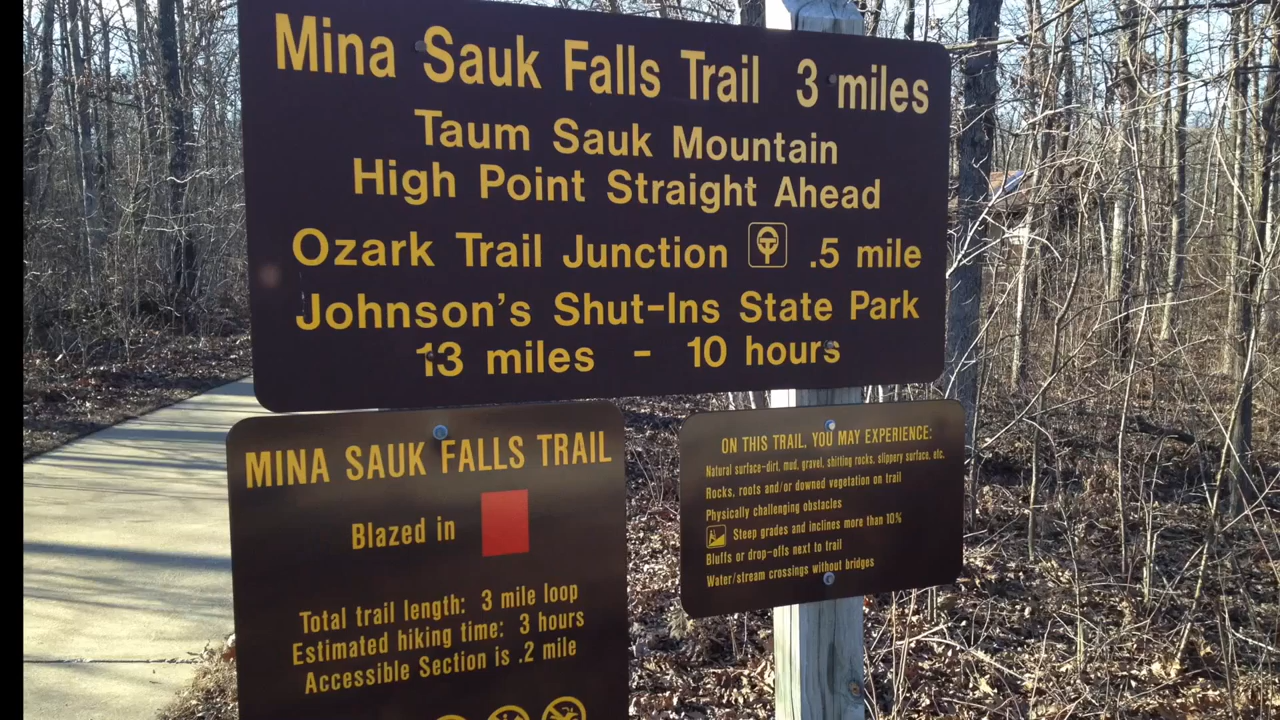 Mina Sauk Falls Trail 3 miles
Taum Sauk Mountain
High Point Straight Ahead
Ozark Trail Junction .5 mile
Johnson's Shut-Ins State Park
13 miles - 10 hours
MINA SAUK FALLS TRAIL
Blazed in
Total trail length: 3 mile loop
Estimated hiking time: 3 hours
Accessible Section is .2 mile
ON THIS TRAIL, YOU MAY EXPERIENCE:
Natural surface-dirt, mud, gravel, shitting rocks, slippery surface, etc.
Rocks, roots and/or downed vegetation on trail
Physically challenging obstacles
Steep grades and inclines more than 10%
Bluffs or drop-offs next to trail
Water/stream crossings without bridges